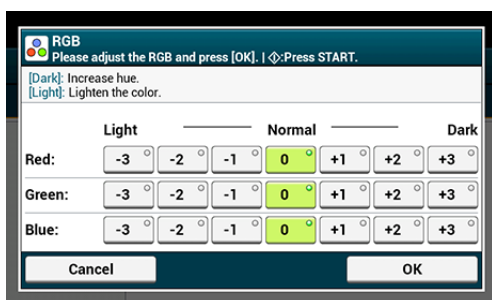 RGB
Please adjust the RGB and press [OK]. | :Press START.
[Dark]: Increase hue.
[Light]: Lighten the color.
Light Normal Dark
Red: -3 -2 -1 0 +1 +2 +3
Green: -3 -2 -1 0 +1 +2 +3
Blue: -3 -2 -1 0 +1 +2 +3
Cancel OK